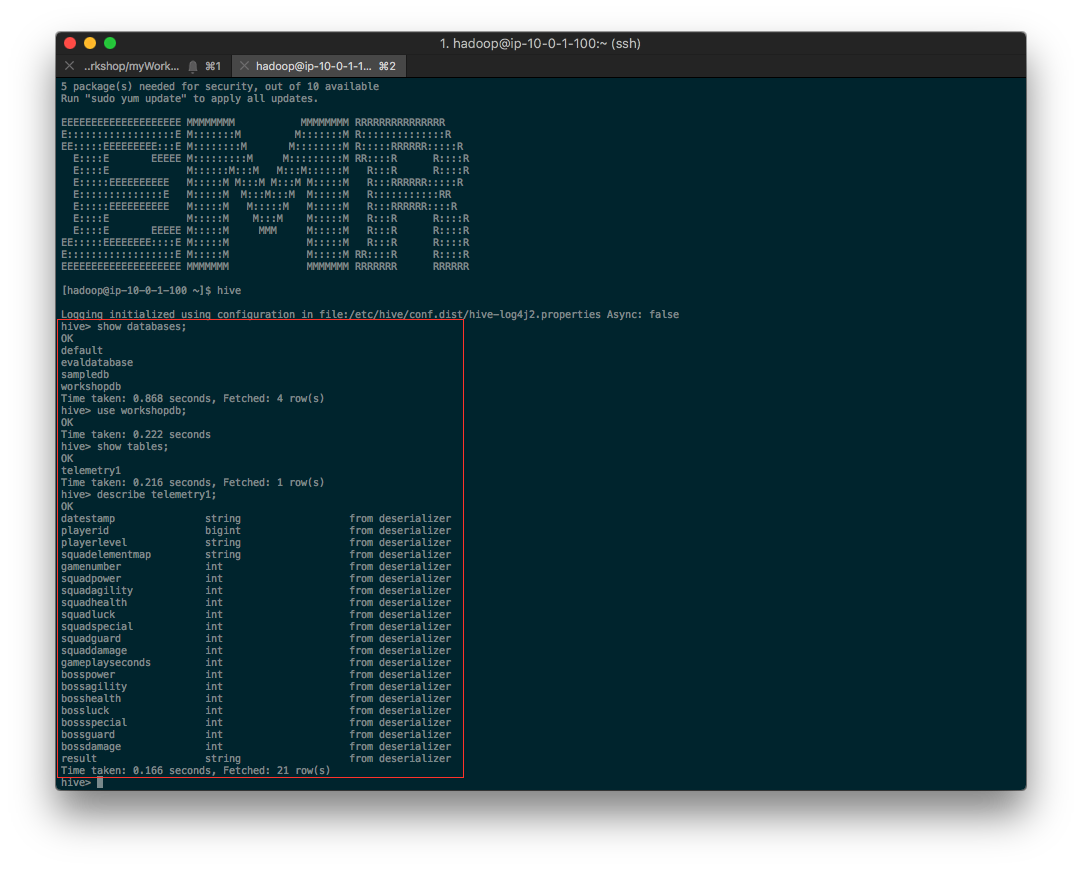 1. hadoop@ip-10-0-1-100:~ (ssh)
..rkshop/myWork... ⌘1 hadoop@ip-10-0-1-1... ⌘2
5 package(s) needed for security, out of 10 available
Run "sudo yum update" to apply all updates.
EEEEEEEEEEEEEEEEEEEE MMMMMMMM           MMMMMMMM RRRRRRRRRRRRRRR
E::::::::::::::::::E M:::::::M         M:::::::M R::::::::::::::R
EE:::::EEEEEEEEE:::E M::::::::M       M::::::::M R:::::RRRRRR:::::R
  E::::E       EEEEE M:::::::::M     M:::::::::M RR::::R      R::::R
  E::::E             M::::::M:::M   M:::M::::::M   R:::R      R::::R
  E:::::EEEEEEEEEE   M:::::M M:::M M:::M M:::::M   R:::RRRRRR:::::R
  E::::::::::::::E   M:::::M  M:::M:::M  M:::::M   R:::::::::::RR
  E:::::EEEEEEEEEE   M:::::M   M:::::M   M:::::M   R:::RRRRRR::::R
  E::::E             M:::::M    M:::M    M:::::M   R:::R      R::::R
  E::::E       EEEEE M:::::M     MMM     M:::::M   R:::R      R::::R
EE:::::EEEEEEEE::::E M:::::M             M:::::M   R:::R      R::::R
E::::::::::::::::::E M:::::M             M:::::M RR::::R      R::::R
EEEEEEEEEEEEEEEEEEEE MMMMMMM             MMMMMMM RRRRRRR      RRRRRR
[hadoop@ip-10-0-1-100 ~]$ hive
Logging initialized using configuration in file:/etc/hive/conf.dist/hive-log4j2.properties Async: false
hive> show databases;
OK
default
evaldatabase
sampledb
workshopdb
Time taken: 0.868 seconds, Fetched: 4 row(s)
hive> use workshopdb;
OK
Time taken: 0.222 seconds
hive> show tables;
OK
telemetry1
Time taken: 0.216 seconds, Fetched: 1 row(s)
hive> describe telemetry1;
OK
datestamp               string                  from deserializer
playerid                bigint                  from deserializer
playerlevel             string                  from deserializer
squadelementmap         string                  from deserializer
gamenumber              int                     from deserializer
squadpower              int                     from deserializer
squadagility            int                     from deserializer
squadhealth             int                     from deserializer
squadluck               int                     from deserializer
squadspecial            int                     from deserializer
squadguard              int                     from deserializer
squaddamage             int                     from deserializer
gameplayseconds         int                     from deserializer
bosspower               int                     from deserializer
bossagility             int                     from deserializer
bosshealth              int                     from deserializer
bossluck                int                     from deserializer
bossspecial             int                     from deserializer
bossguard               int                     from deserializer
bossdamage              int                     from deserializer
result                  string                  from deserializer
Time taken: 0.166 seconds, Fetched: 21 row(s)
hive>